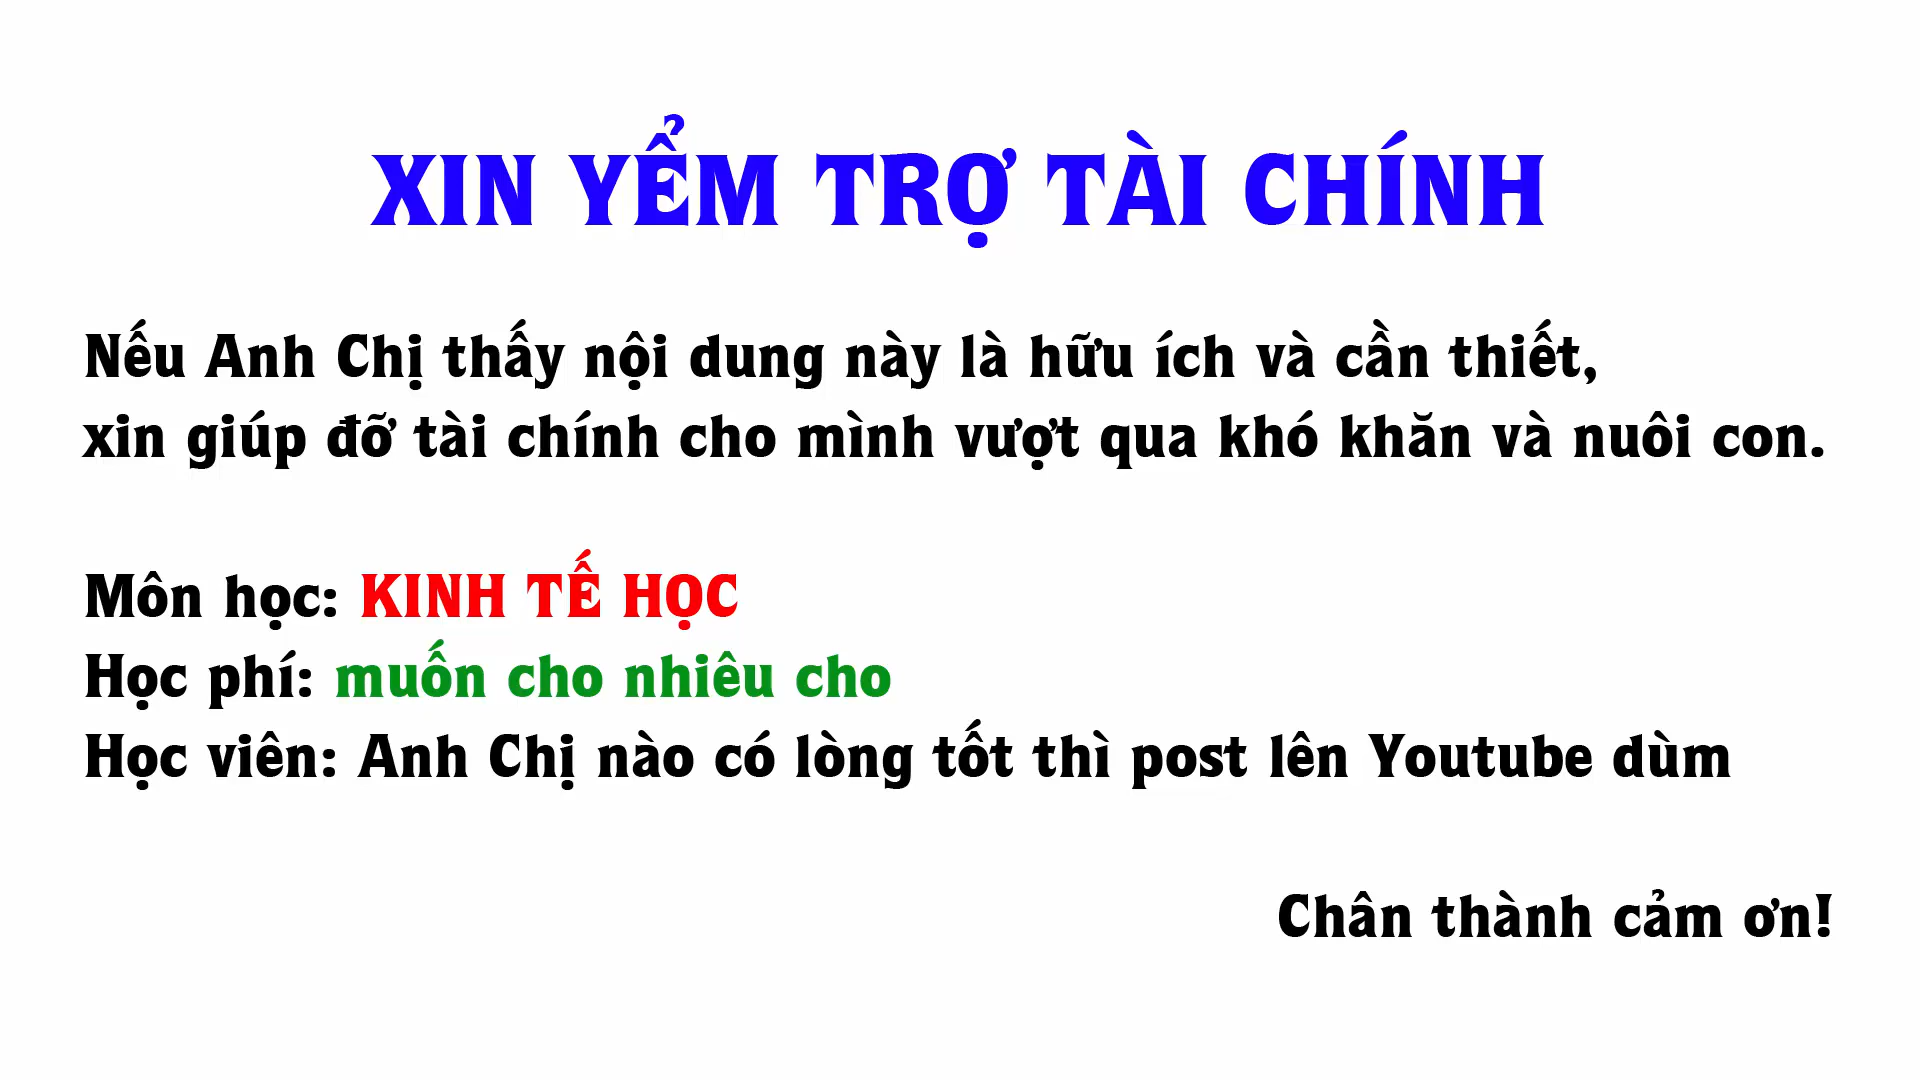 XIN YỂM TRỢ TÀI CHÍNH
Nếu Anh Chị thấy nội dung này là hữu ích và cần thiết,
xin giúp đỡ tài chính cho mình vượt qua khó khăn và nuôi con.
Môn học: KINH TẾ HỌC
Học phí: muốn cho nhiêu cho
Học viên: Anh Chị nào có lòng tốt thì post lên Youtube dùm
Chân thành cảm ơn!